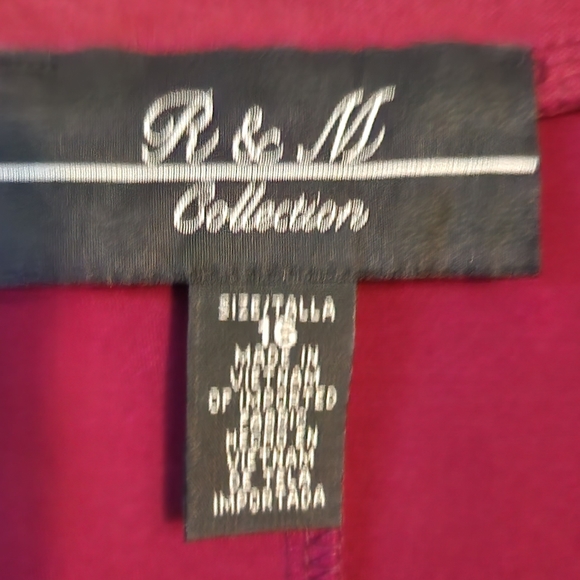 R & M
Collection
SIZE/TALLA
16
MADE IN
VIETNAM
OF IMPORTED
FABRIC
HECHO EN
VIETNAM
DE TELA
IMPORTADA